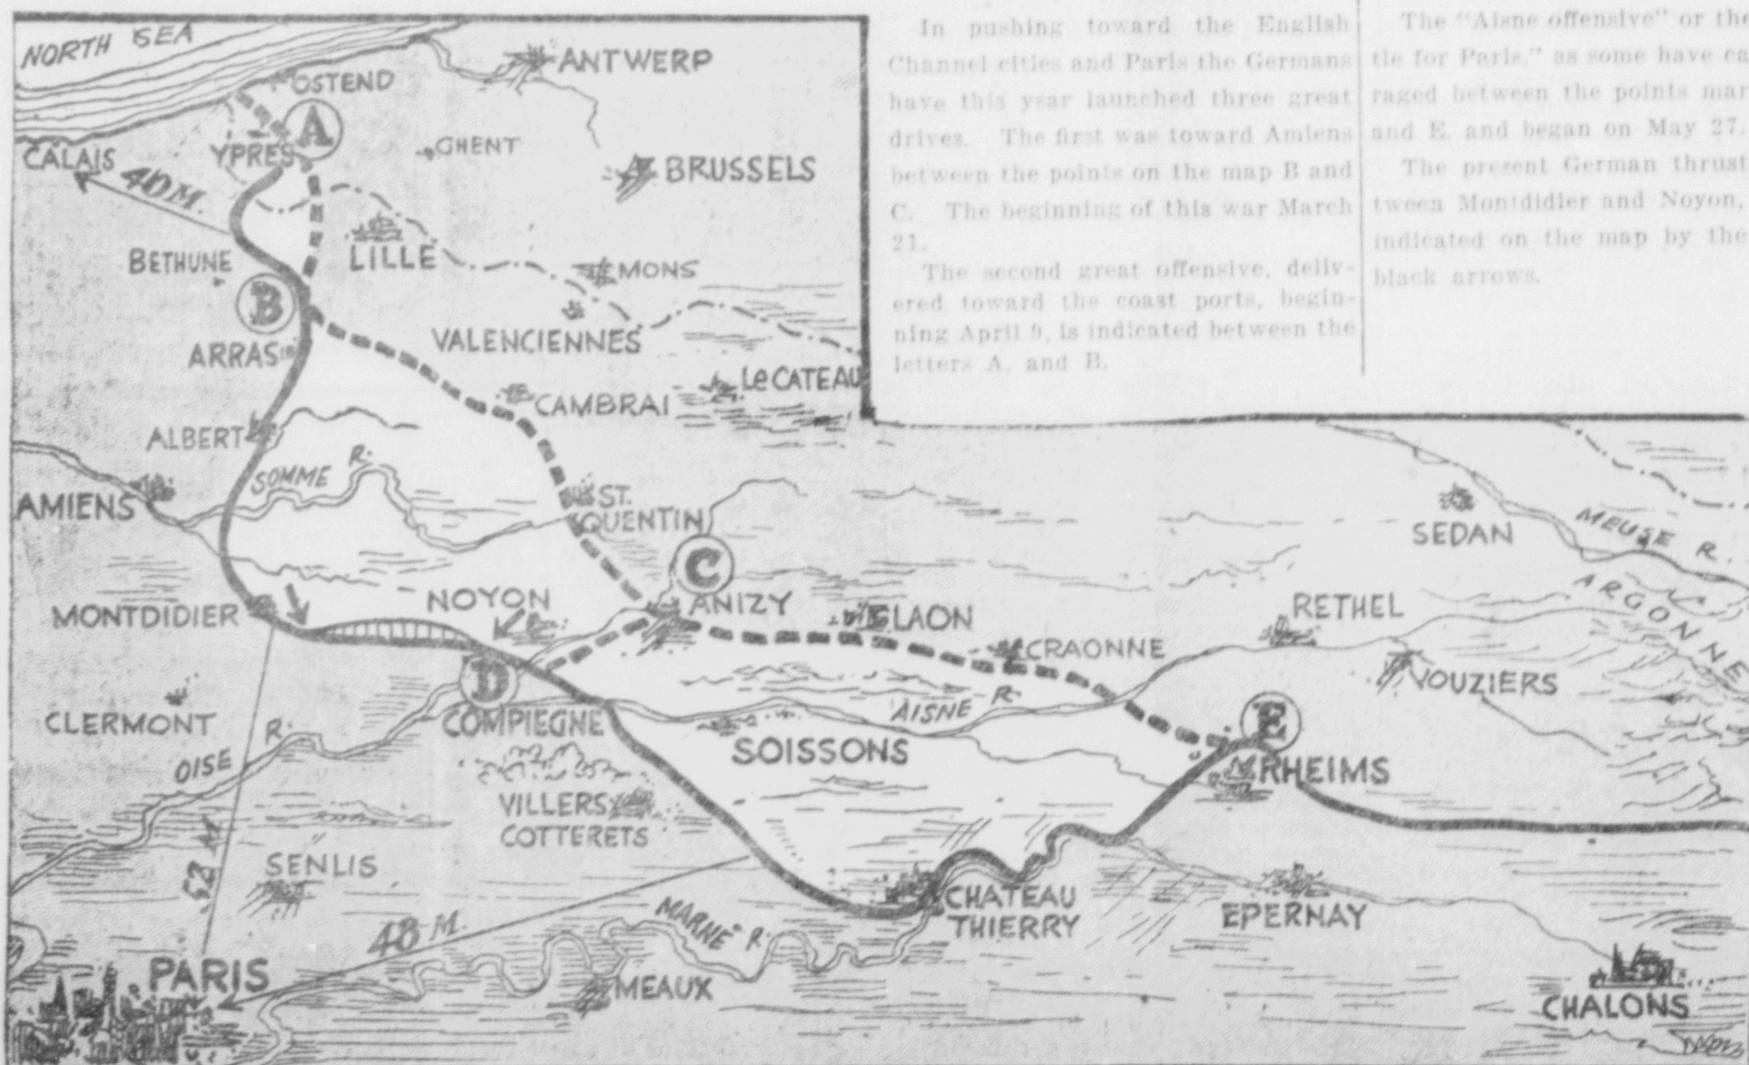 In pushing toward the English
Channel cities and Paris the Germans
have this year launched three great
drives. The first was toward Amiens
between the points on the map B and
C. The beginning of this war March
21.
The second great offensive, deliv-
ered toward the coast ports, begin-
ning April 9, is indicated between the
letters A. and B.
The "Aisne offensive" or the
tle for Paris," as some have ca
raged between the points mar
and E. and began on May 27.
The present German thrust
tween Montdidier and Noyon,
indicated on the map by the
black arrows.
NORTH SEA
OSTEND
ANTWERP
A
CALAIS
YPRES
GHENT
BRUSSELS
40 M.
BETHUNE
LILLE
MONS
B
ARRAS
VALENCIENNES
Le CATEAU
CAMBRAI
ALBERT
SOMME R.
AMIENS
ST.
QUENTIN
SEDAN
MEUSE R.
C
ARGONNE
MONTDIDIER
NOYON
ANIZY
LAON
RETHEL
CRAONNE
D
VOUZIERS
CLERMONT
COMPIEGNE
AISNE R.
E
OISE R.
SOISSONS
RHEIMS
VILLERS
COTTERETS
52 M.
SENLIS
CHATEAU
THIERRY
EPERNAY
48 M.
MARNE R.
PARIS
MEAUX
CHALONS